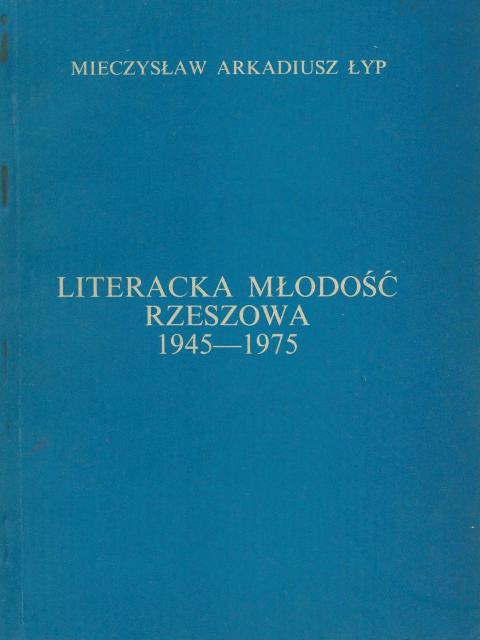 MIECZYSŁAW ARKADIUSZ ŁYP
LITERACKA MŁODOŚĆ
RZESZOWA
1945—1975